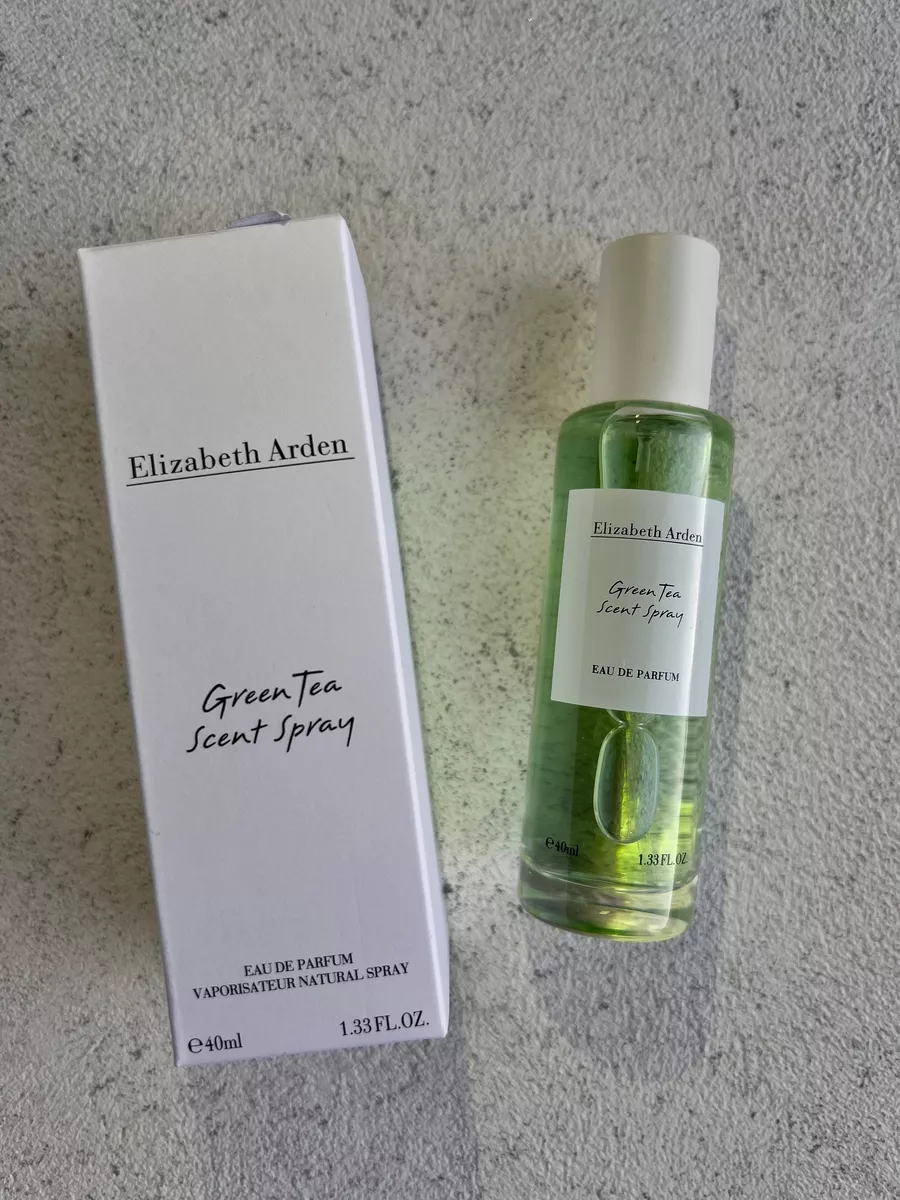 Elizabeth Arden
Green Tea
Scent Spray
EAU DE PARFUM
VAPORISATEUR NATURAL SPRAY
℮40ml 1.33 FL.OZ.
Elizabeth Arden
Green Tea
Scent Spray
EAU DE PARFUM
℮40ml 1.33 FL.OZ.